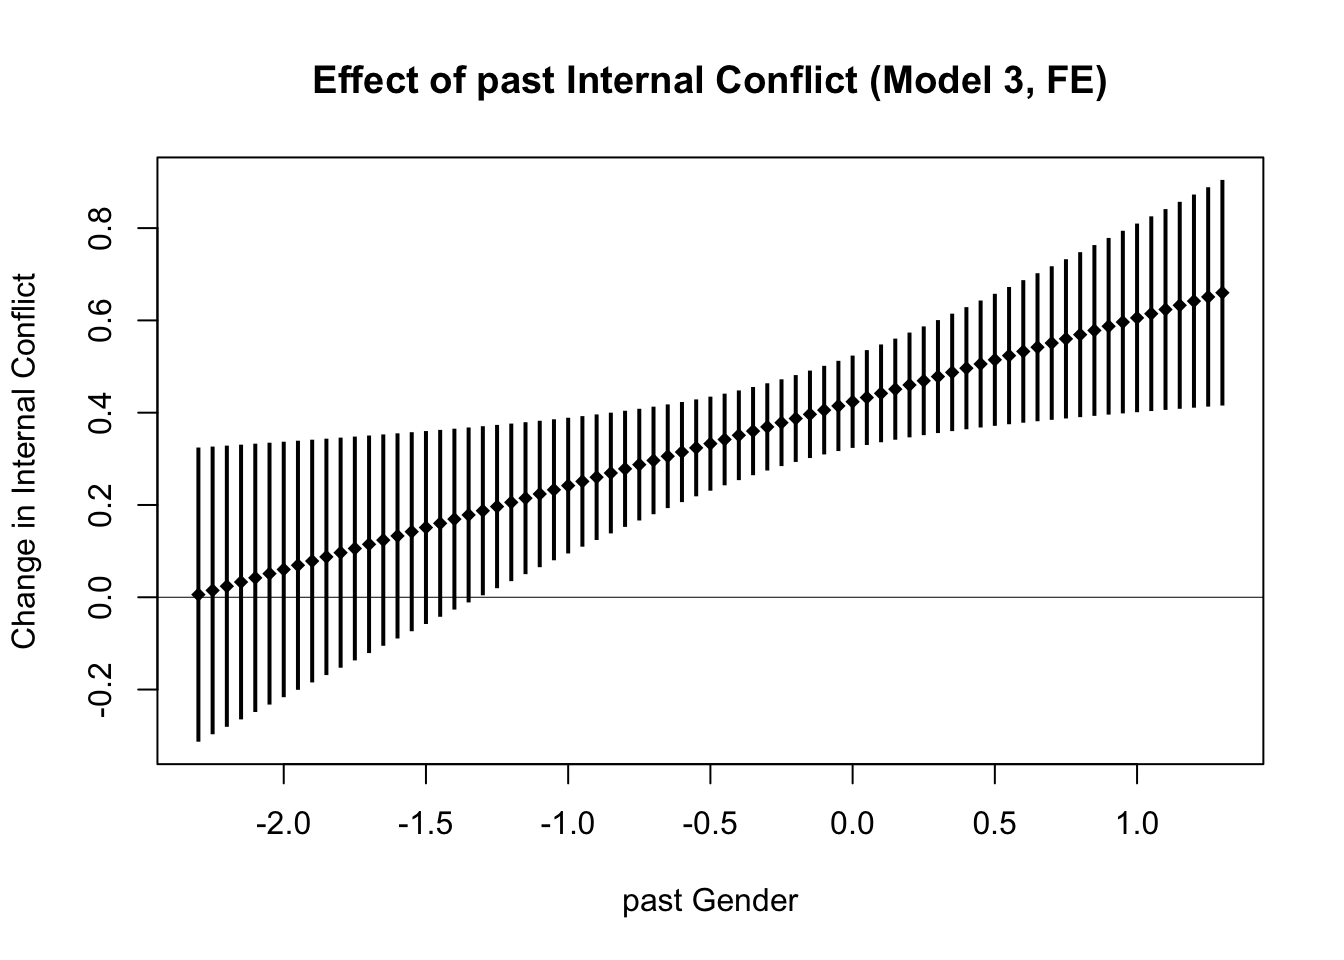 Effect of past Internal Conflict (Model 3, FE)
Change in Internal Conflict
0.8
0.6
0.4
0.2
0.0
-0.2
-2.0 -1.5 -1.0 -0.5 0.0 0.5 1.0
past Gender